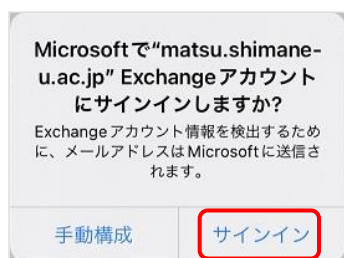 Microsoftで“matsu.shimane-
u.ac.jp” Exchangeアカウント
にサインインしますか?
Exchangeアカウント情報を検出するため
に、メールアドレスはMicrosoftに送信さ
れます。
手動構成 サインイン